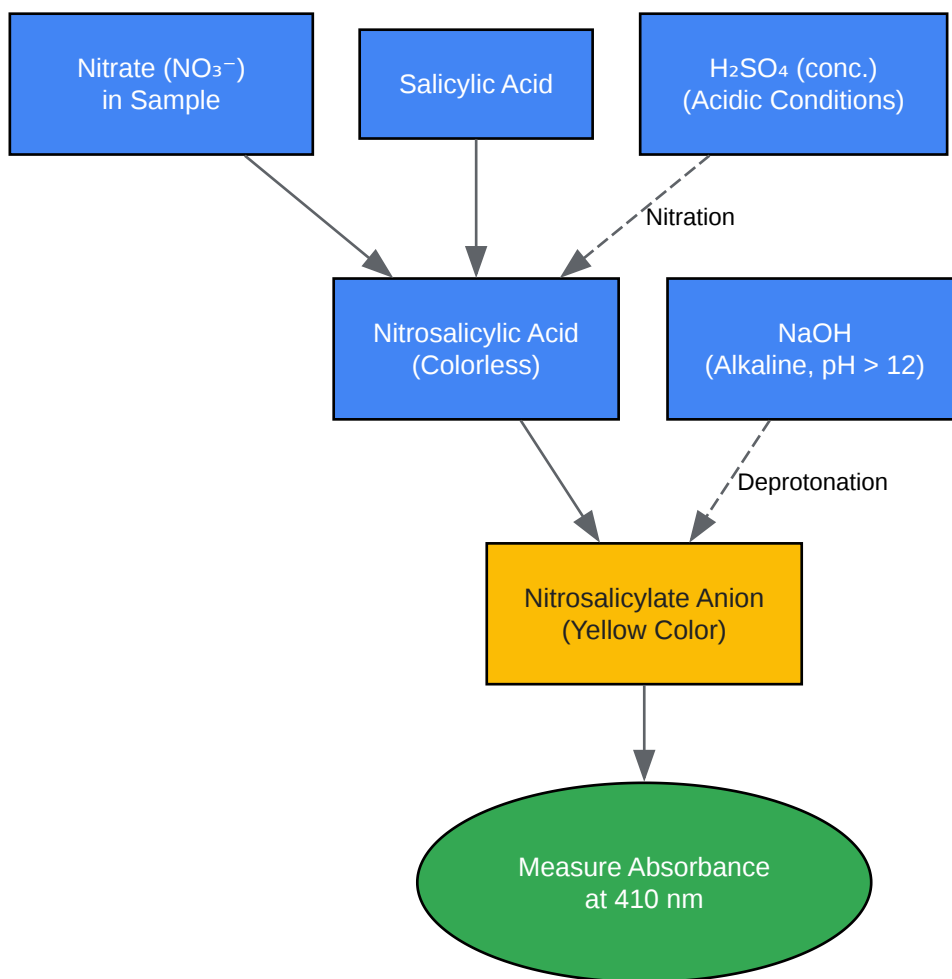 Nitrate (NO₃⁻)
in Sample
Salicylic Acid
H₂SO₄ (conc.)
(Acidic Conditions)
Nitration
Nitrosalicylic Acid
(Colorless)
NaOH
(Alkaline, pH > 12)
Deprotonation
Nitrosalicylate Anion
(Yellow Color)
Measure Absorbance
at 410 nm